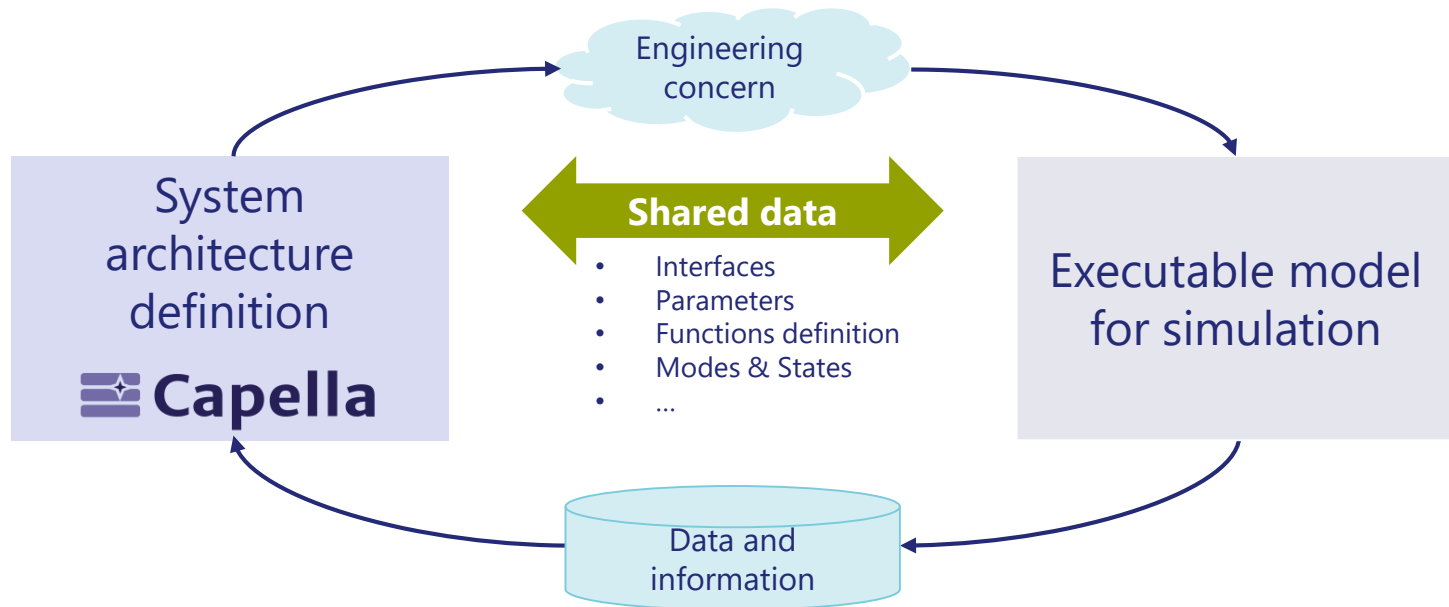 Engineering
concern
System
architecture
definition
Capella
Shared data
• Interfaces
• Parameters
• Functions definition
• Modes & States
• ...
Executable model
for simulation
Data and
information